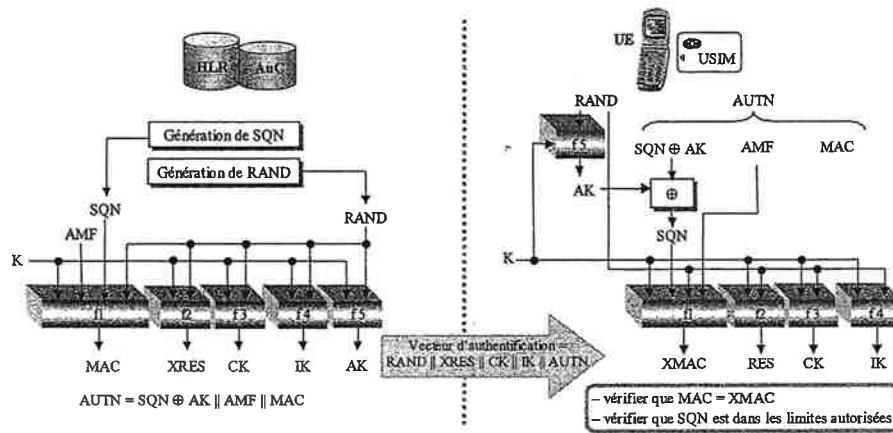 HLR
AuC
Génération de SQN
Génération de RAND
SQN
RAND
AMF
K
f1
f2
f3
f4
f5
MAC
XRES
CK
IK
AK
AUTN = SQN ⊕ AK || AMF || MAC
Vecteur d'authentification =
RAND || XRES || CK || IK || AUTN
UE
USIM
RAND
AUTN
f5
SQN ⊕ AK
AMF
MAC
AK
⊕
SQN
K
f1
f2
f3
f4
XMAC
RES
CK
IK
– vérifier que MAC = XMAC
– vérifier que SQN est dans les limites autorisées